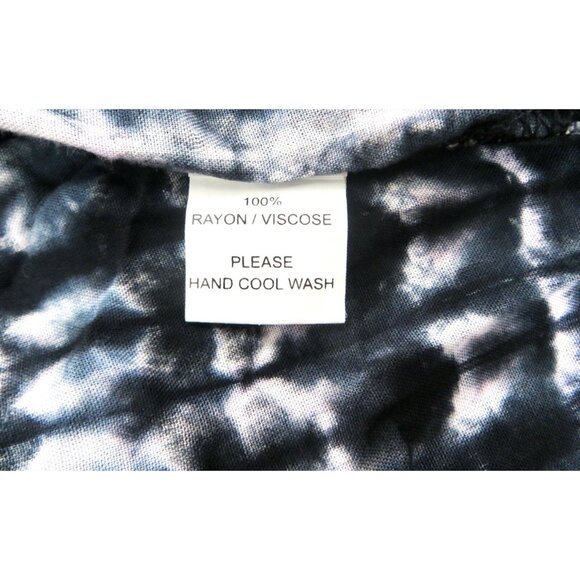 100%
RAYON / VISCOSE
PLEASE
HAND COOL WASH